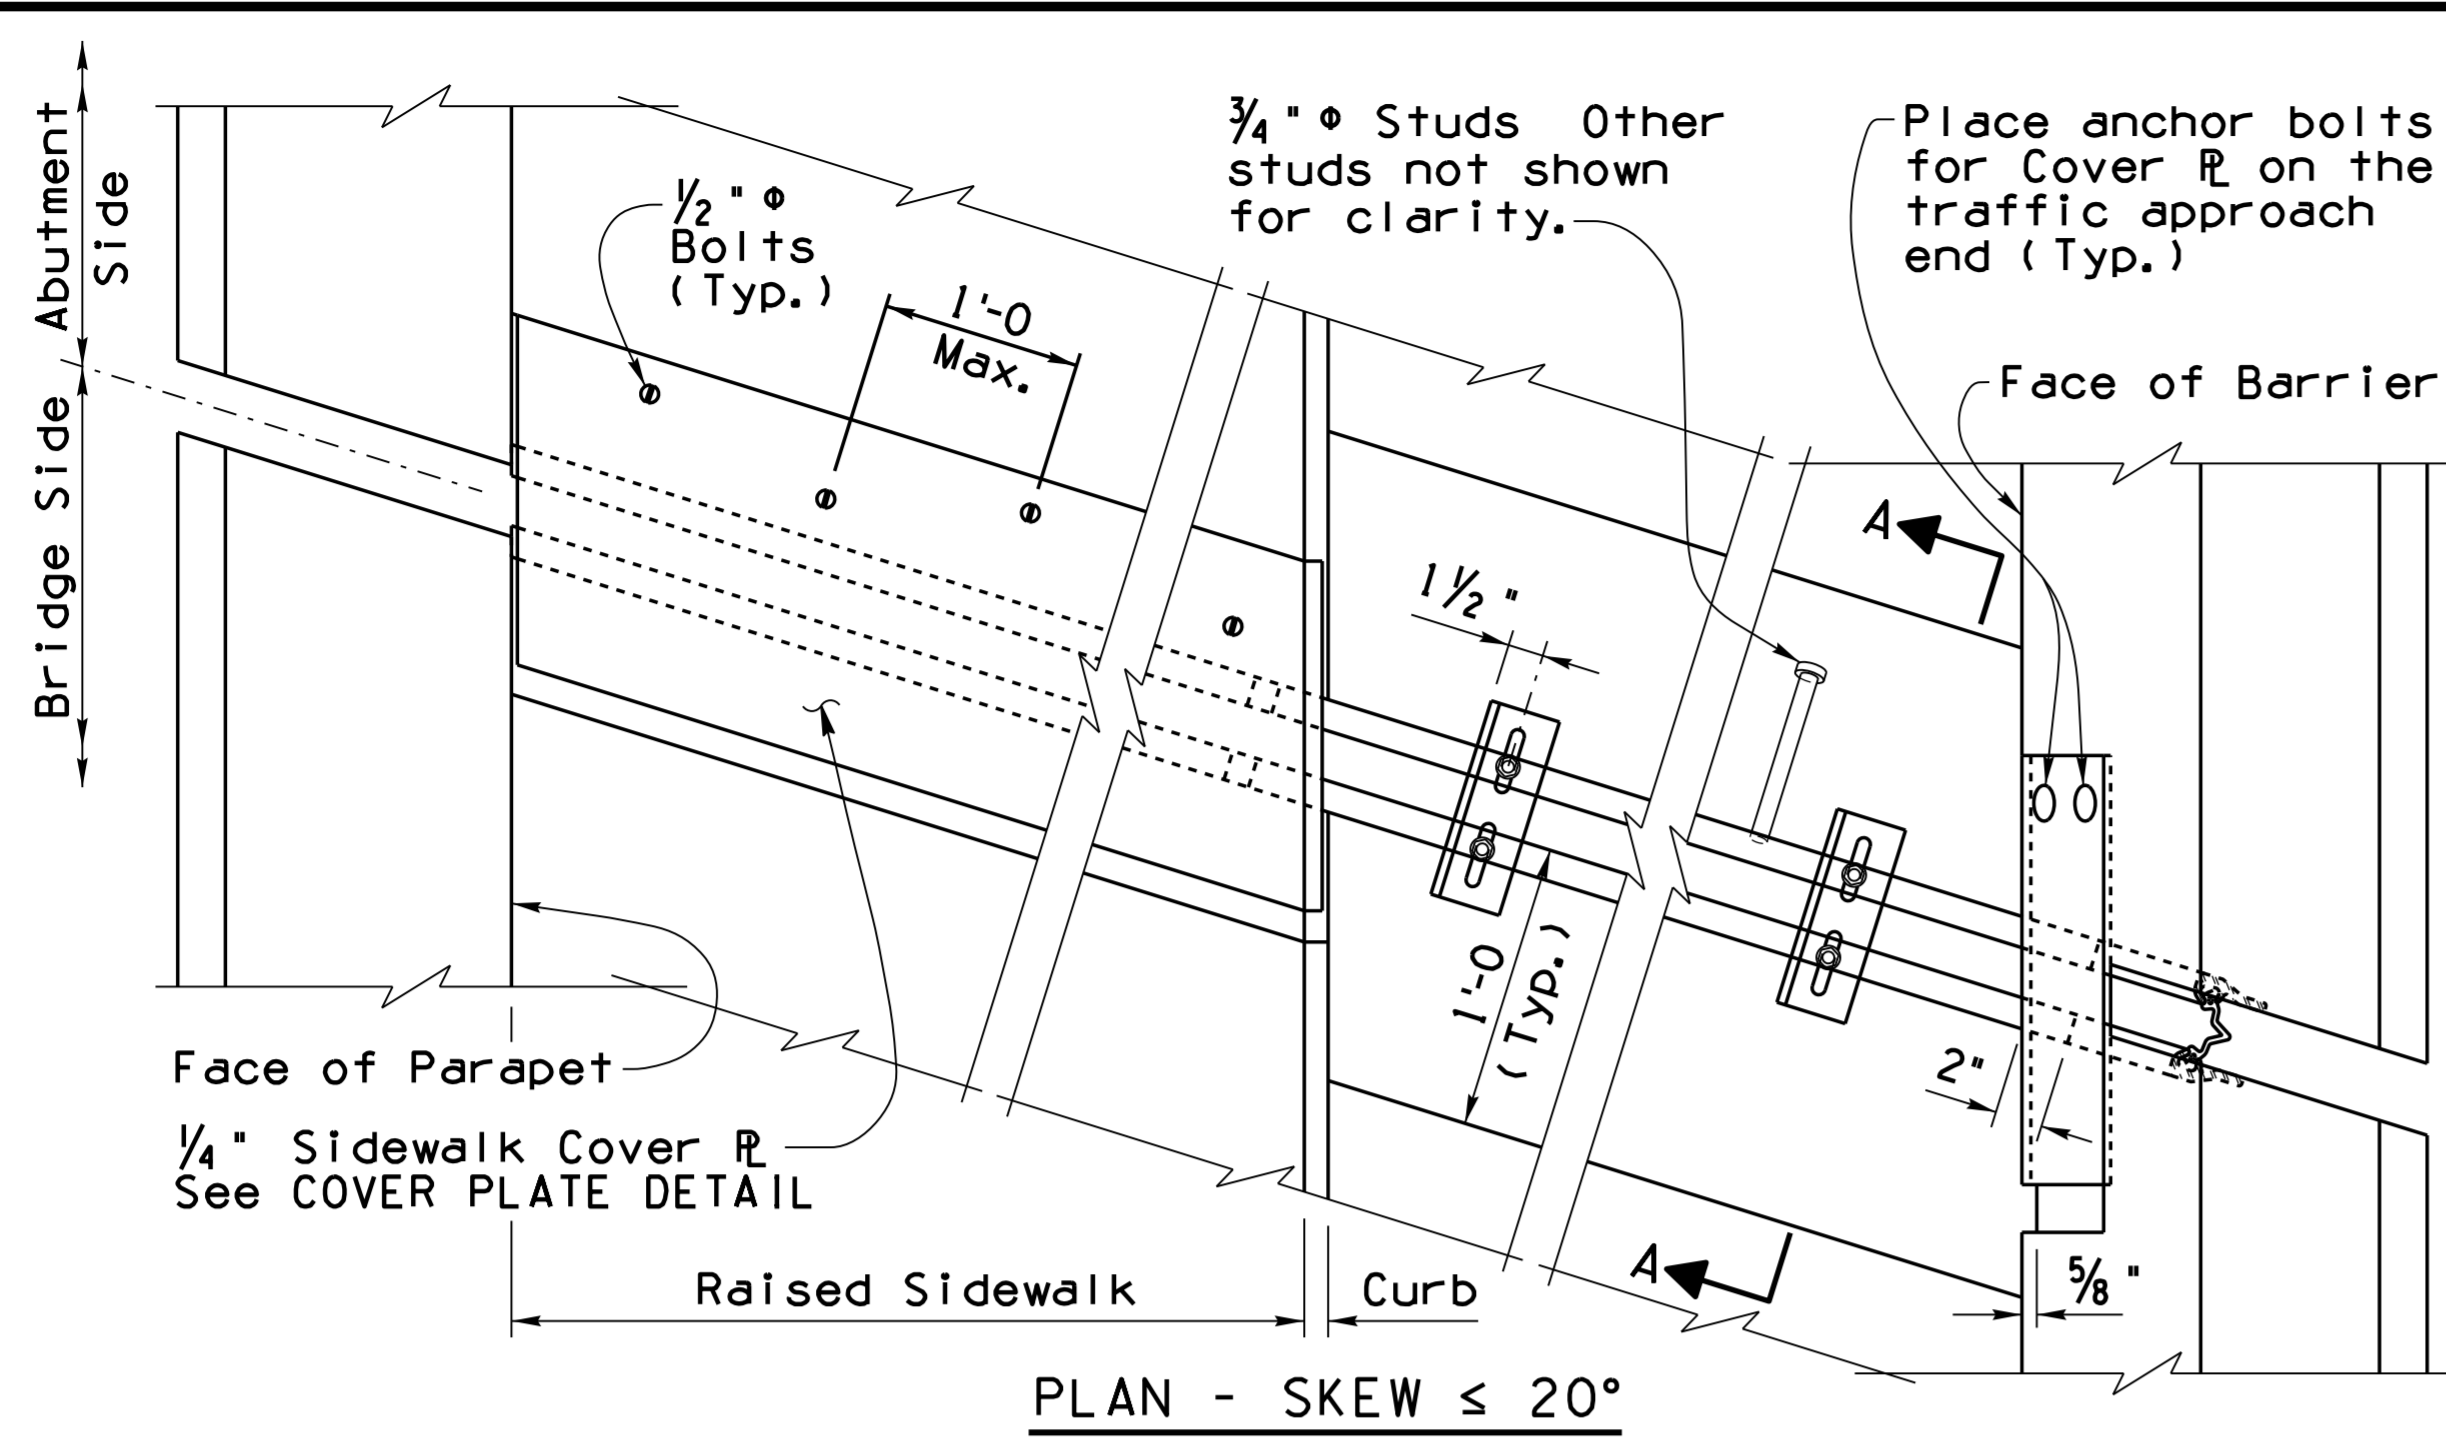 Abutment
Side
Bridge Side
½" Φ
Bolts
(Typ.)
1'-0
Max.
¾" Φ Studs Other
studs not shown
for clarity.
Place anchor bolts
for Cover ℙL on the
traffic approach
end (Typ.)
Face of Barrier
A
1½"
1'-0
(Typ.)
2"
Face of Parapet
¼" Sidewalk Cover ℙL
See COVER PLATE DETAIL
A
⅝"
Raised Sidewalk
Curb
PLAN - SKEW ≤ 20°